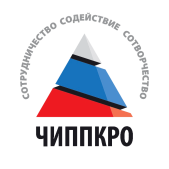 СОТРУДНИЧЕСТВО СОДЕЙСТВИЕ СОТВОРЧЕСТВО
ЧИППКРО